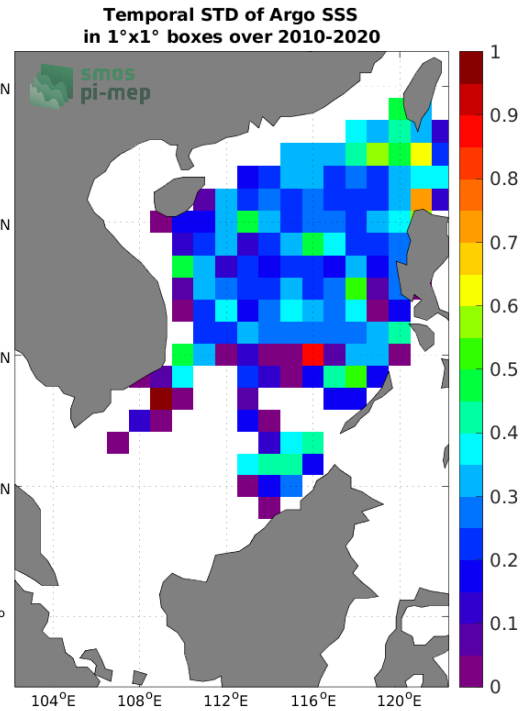 Temporal STD of Argo SSS
in 1°x1° boxes over 2010-2020
smos
pi-mep
N
N
N
N
o
104°E
108°E
112°E
116°E
120°E
1
0.9
0.8
0.7
0.6
0.5
0.4
0.3
0.2
0.1
0